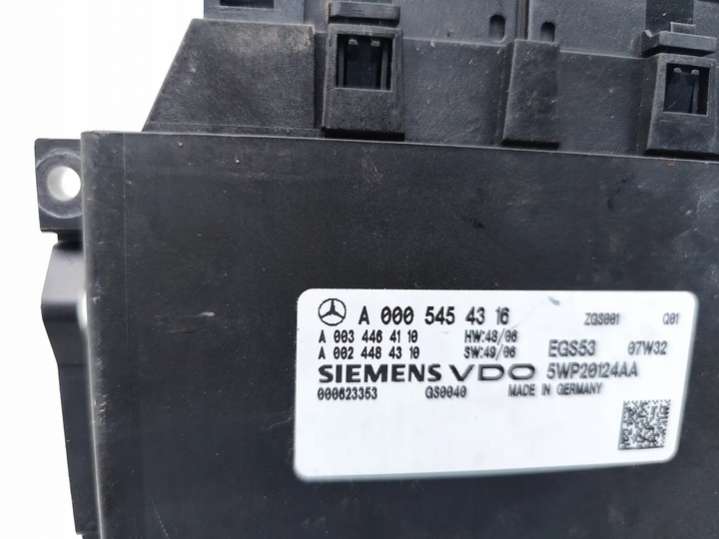 A 000 545 43 16 ZGS001 Q01
A 003 446 41 10 HW:48/06
A 002 448 43 10 SW:49/06 EGS53 07W32
SIEMENS VDO 5WP20124AA
000623353 GS0040 MADE IN GERMANY